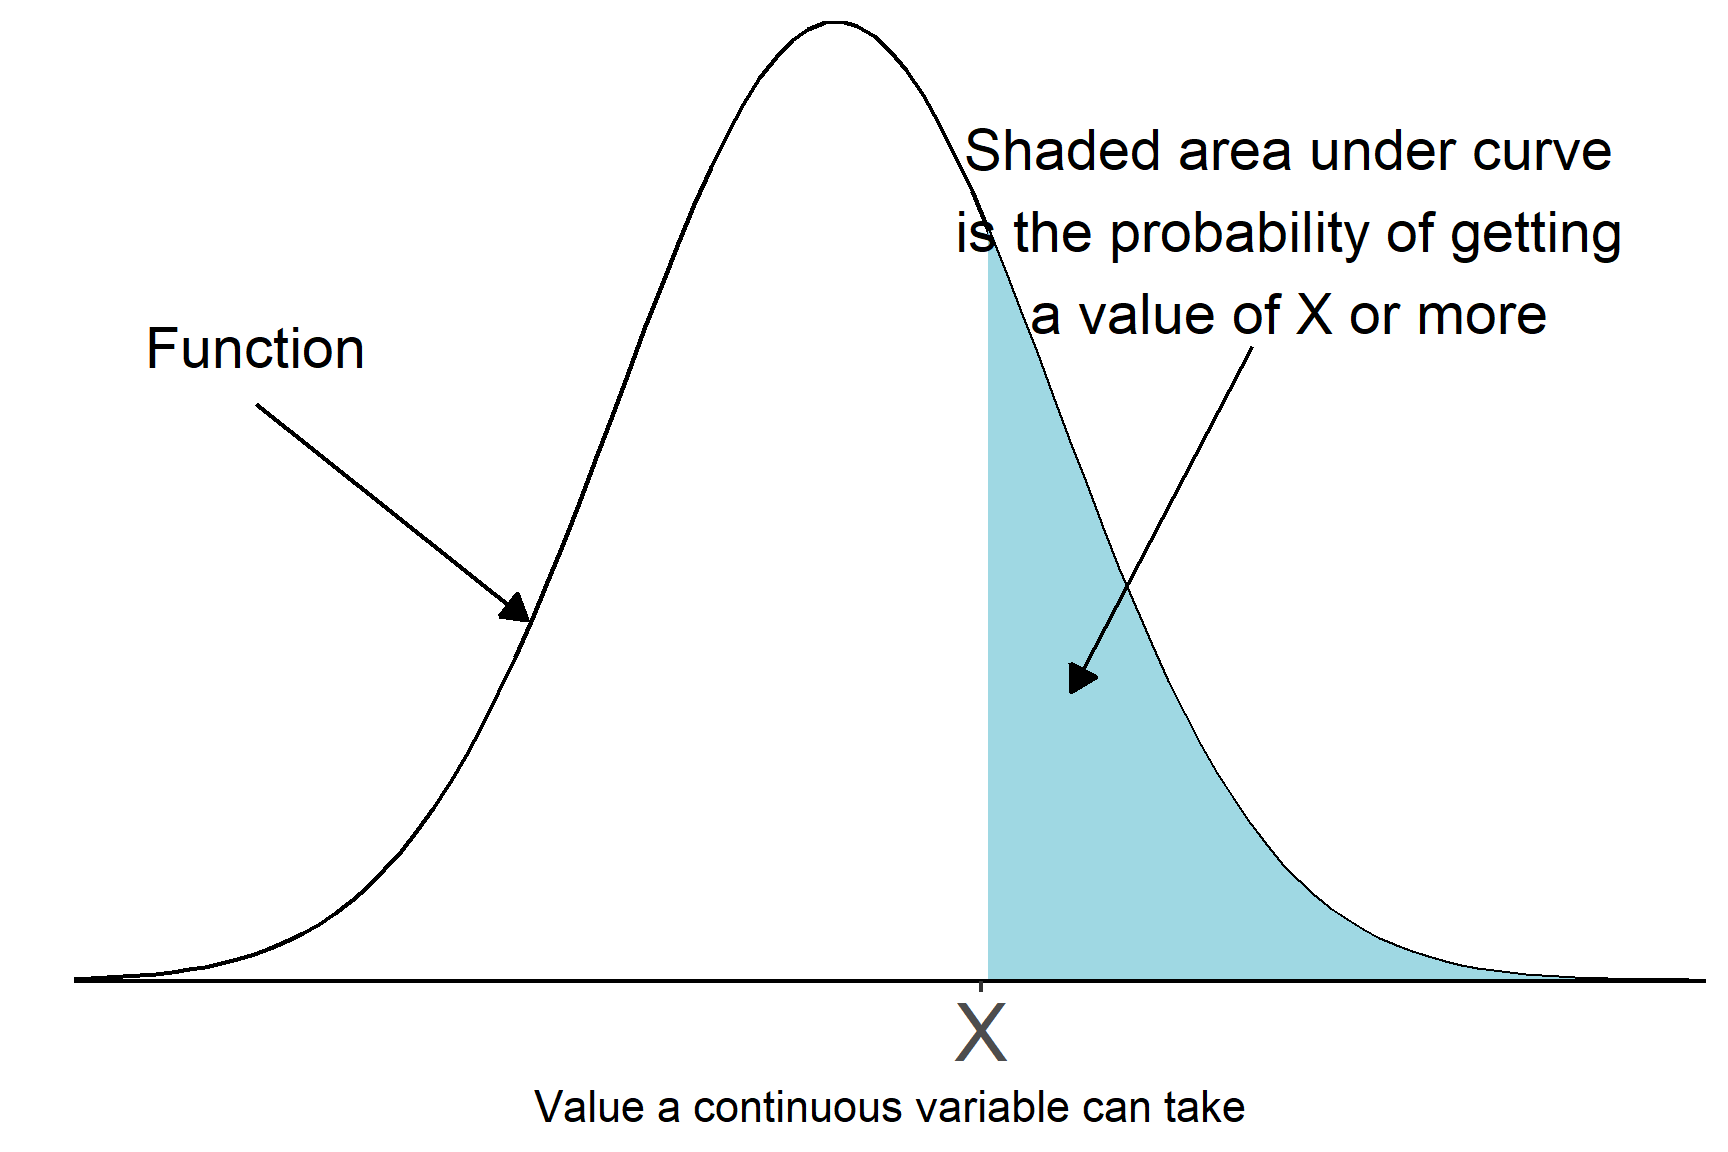 Shaded area under curve
is the probability of getting
a value of X or more
Function
X
Value a continuous variable can take